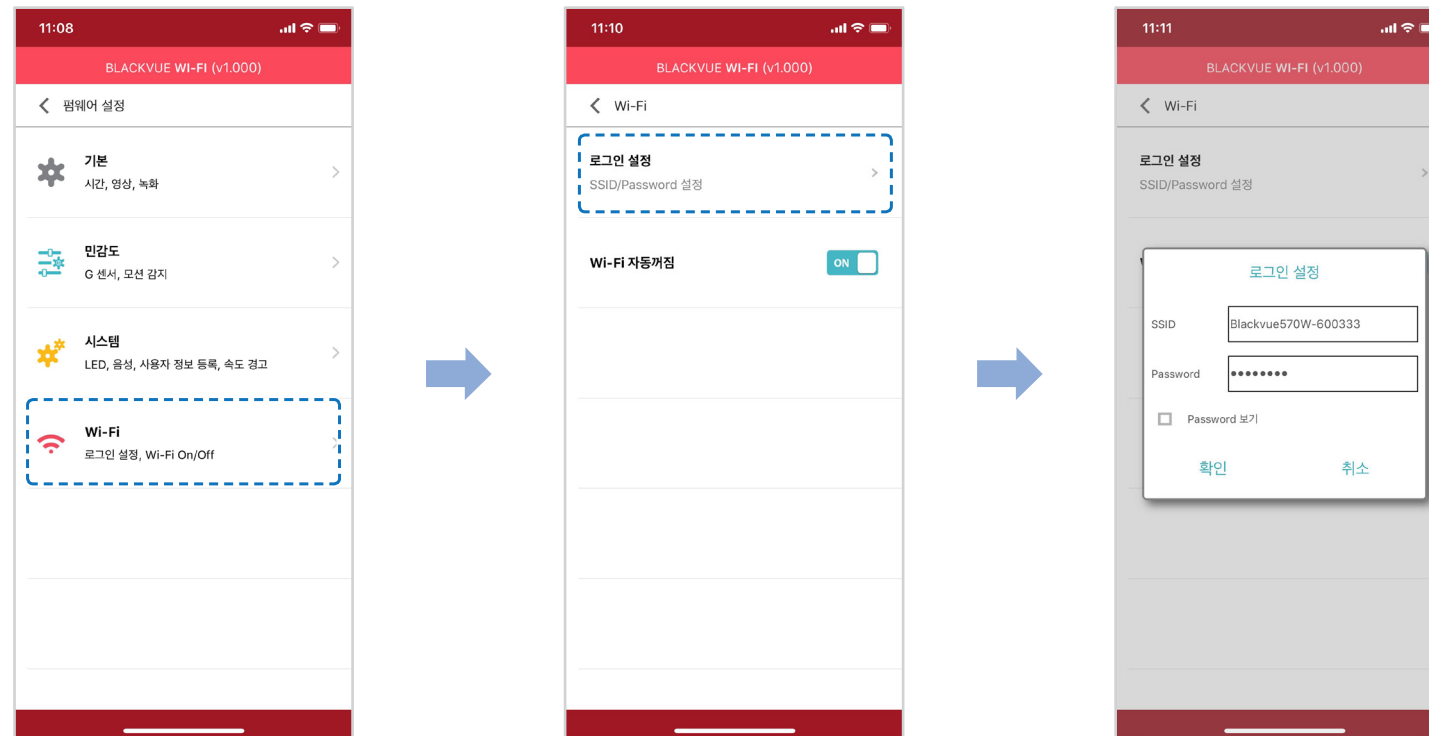 11:08
BLACKVUE WI-FI (v1.000)
펌웨어 설정
기본
시간, 영상, 녹화
민감도
G 센서, 모션 감지
시스템
LED, 음성, 사용자 정보 등록, 속도 경고
Wi-Fi
로그인 설정, Wi-Fi On/Off
11:10
BLACKVUE WI-FI (v1.000)
Wi-Fi
로그인 설정
SSID/Password 설정
Wi-Fi 자동꺼짐
ON
11:11
BLACKVUE WI-FI (v1.000)
Wi-Fi
로그인 설정
SSID/Password 설정
로그인 설정
SSID
Blackvue570W-600333
Password
••••••••
Password 보기
확인 취소